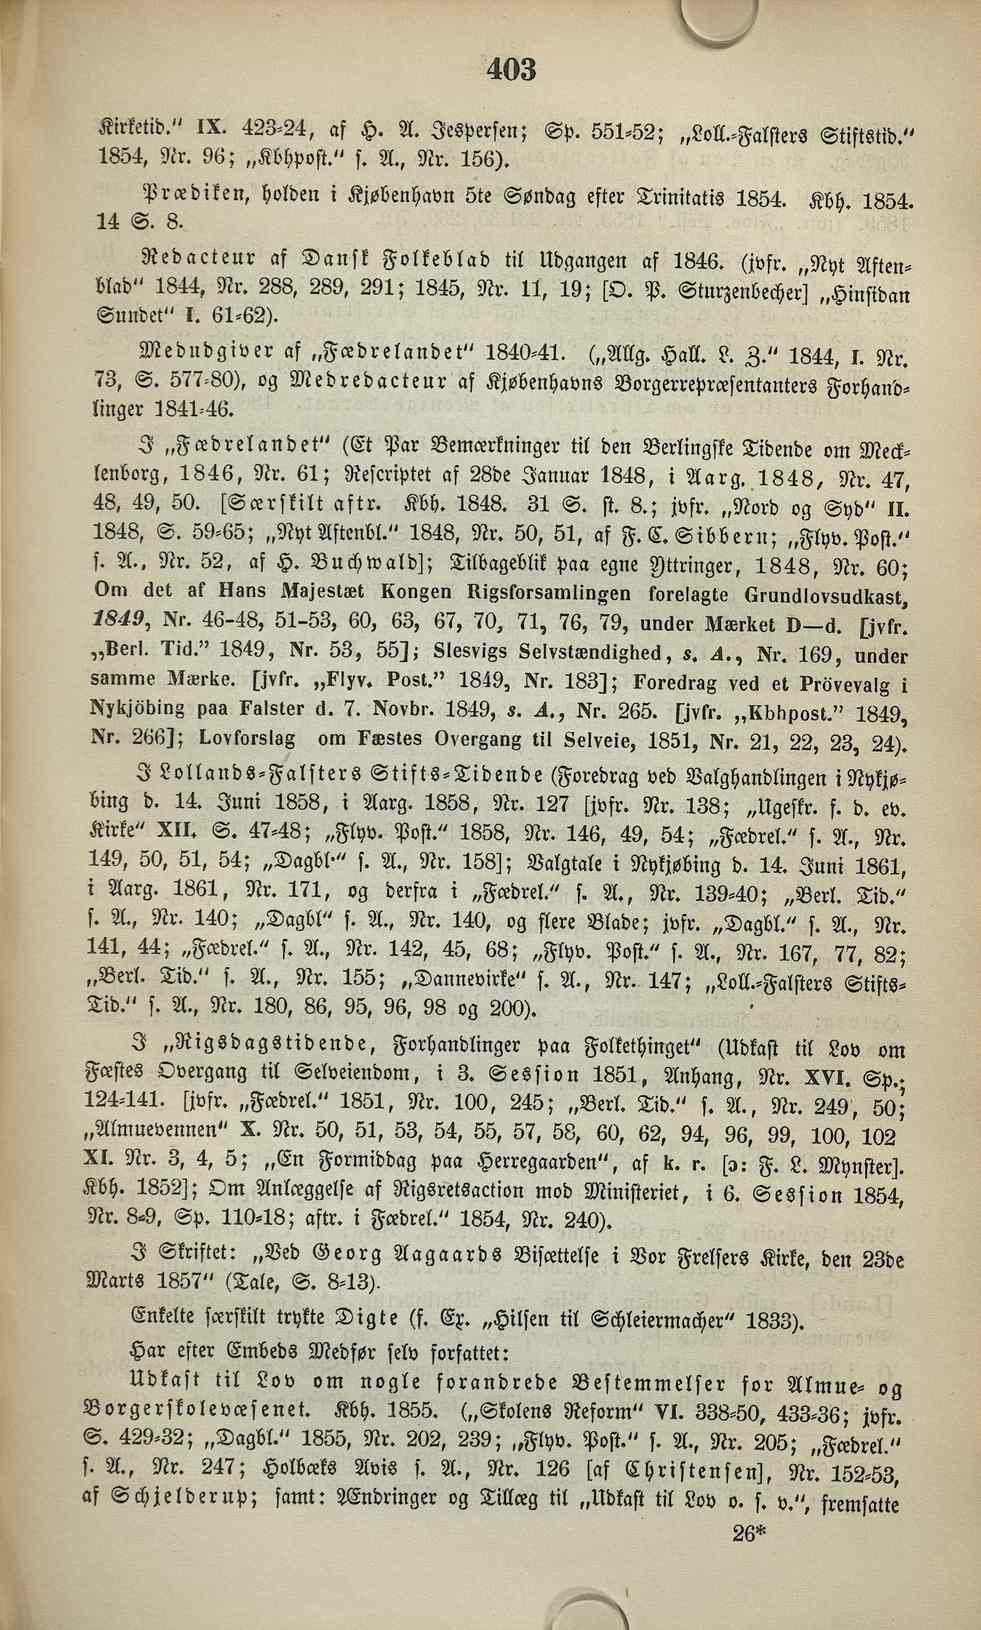 403
Kirketid." IX. 423-24, af H. A. Jespersen; Sp. 551-52; „Loll.-Falsters Stiftstid."
1854, Nr. 96; „Kbhpost." s. A., Nr. 156).
Prædiken, holden i Kjøbenhavn 5te Søndag efter Trinitatis 1854. Kbh. 1854.
14 S. 8.
Redacteur af Dansk Folkeblad til Udgangen af 1846. (jvfr. „Nyt Aften-
blad" 1844, Nr. 288, 289, 291; 1845, Nr. 11, 19; [O. P. Sturzenbecher] „Hinsidan
Sundet" I. 61-62).
Medudgiver af „Fædrelandet" 1840-41. („Allg. Hall. L. Z." 1844, I. Nr.
73, S. 577-80), og Medredacteur af Kjøbenhavns Borgerrepræsentanters Forhand-
linger 1841-46.
I „Fædrelandet" (Et Par Bemærkninger til den Berlingske Tidende om Meck-
lenborg, 1846, Nr. 61; Rescriptet af 28de Januar 1848, i Aarg. 1848, Nr. 47,
48, 49, 50. [Særskilt aftr. Kbh. 1848. 31 S. st. 8.; jvfr. „Nord og Syd" II.
1848, S. 59-65; „Nyt Aftenbl." 1848, Nr. 50, 51, af F. C. Sibbern; „Flyv. Post."
s. A., Nr. 52, af H. Buchwald]; Tilbageblik paa egne Yttringer, 1848, Nr. 60;
Om det af Hans Majestæt Kongen Rigsforsamlingen forelagte Grundlovsudkast,
1849, Nr. 46-48, 51-53, 60, 63, 67, 70, 71, 76, 79, under Mærket D—d. [jvfr.
„Berl. Tid." 1849, Nr. 53, 55]; Slesvigs Selvstændighed, s. A., Nr. 169, under
samme Mærke. [jvfr. „Flyv. Post." 1849, Nr. 183]; Foredrag ved et Prövevalg i
Nykjöbing paa Falster d. 7. Novbr. 1849, s. A., Nr. 265. [jvfr. „Kbhpost." 1849,
Nr. 266]; Lovforslag om Fæstes Overgang til Selveie, 1851, Nr. 21, 22, 23, 24).
I Lollands-Falsters Stifts-Tidende (Foredrag ved Valghandlingen i Nykjø-
bing d. 14. Juni 1858, i Aarg. 1858, Nr. 127 [jvfr. Nr. 138; „Ugeskr. f. d. ev.
Kirke" XII. S. 47-48; „Flyv. Post." 1858, Nr. 146, 49, 54; „Fædrel." s. A., Nr.
149, 50, 51, 54; „Dagbl." s. A., Nr. 158]; Valgtale i Nykjøbing d. 14. Juni 1861,
i Aarg. 1861, Nr. 171, og derfra i „Fædrel." s. A., Nr. 139-40; „Berl. Tid."
s. A., Nr. 140; „Dagbl" s. A., Nr. 140, og flere Blade; jvfr. „Dagbl." s. A., Nr.
141, 44; „Fædrel." s. A., Nr. 142, 45, 68; „Flyv. Post." s. A., Nr. 167, 77, 82;
„Berl. Tid." s. A., Nr. 155; „Dannevirke" s. A., Nr. 147; „Loll.-Falsters Stifts-
Tid." s. A., Nr. 180, 86, 95, 96, 98 og 200).
I „Rigsdagstidende, Forhandlinger paa Folkethinget" (Udkast til Lov om
Fæstes Overgang til Selveiendom, i 3. Session 1851, Anhang, Nr. XVI. Sp.;
124-141. [jvfr. „Fædrel." 1851, Nr. 100, 245; „Berl. Tid." s. A., Nr. 249, 50;
„Almuevennen" X. Nr. 50, 51, 53, 54, 55, 57, 58, 60, 62, 94, 96, 99, 100, 102
XI. Nr. 3, 4, 5; „En Formiddag paa Herregaarden", af k. r. [ɔ: F. L. Mynster].
Kbh. 1852]; Om Anlæggelse af Rigsretsaction mod Ministeriet, i 6. Session 1854,
Nr. 8-9, Sp. 110-18; aftr. i Fædrel." 1854, Nr. 240).
I Skriftet: „Ved Georg Aagaards Bisættelse i Vor Frelsers Kirke, den 23de
Marts 1857" (Tale, S. 8-13).
Enkelte særskilt trykte Digte (f. Ex. „Hilsen til Schleiermacher" 1833).
Har efter Embeds Medfør selv forfattet:
Udkast til Lov om nogle forandrede Bestemmelser for Almue- og
Borgerskolevæsenet. Kbh. 1855. („Skolens Reform" VI. 338-50, 433-36; jvfr.
S. 429-32; „Dagbl." 1855, Nr. 202, 239; „Flyv. Post." s. A., Nr. 205; „Fædrel."
s. A., Nr. 247; Holbæks Avis s. A., Nr. 126 [af Christensen], Nr. 152-53,
af Schjelderup; samt: Ændringer og Tillæg til „Udkast til Lov o. s. v.", fremsatte
26*